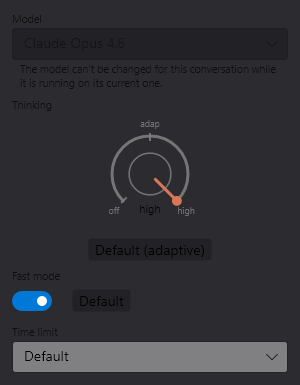 Model
Claude Opus 4.6
The model can't be changed for this conversation while
it is running on its current one.
Thinking
adap
off
high
high
Default (adaptive)
Fast mode
Default
Time limit
Default